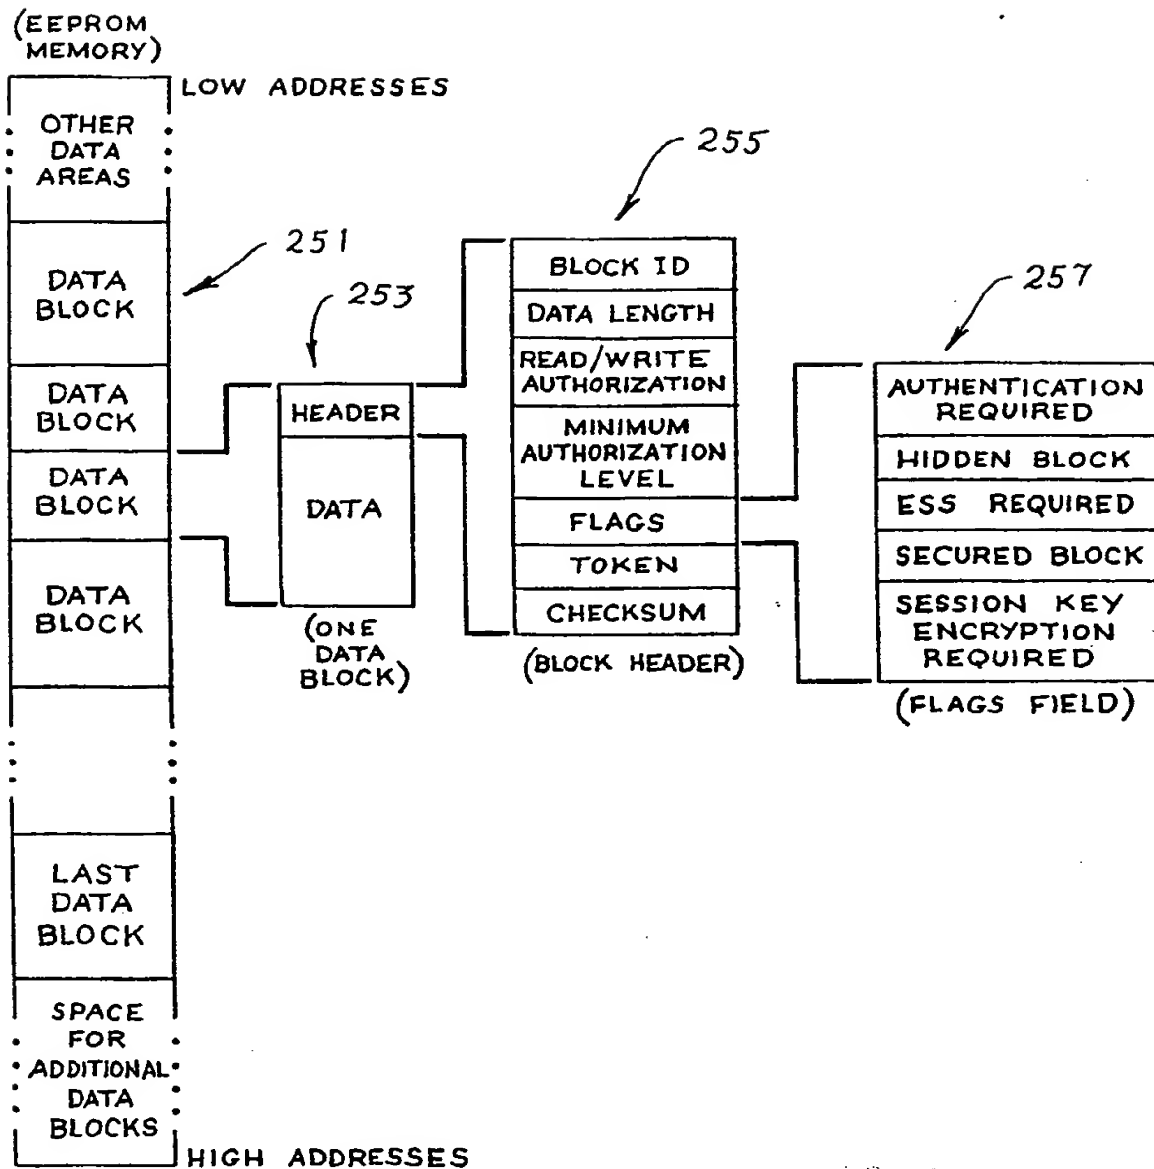 (EEPROM
MEMORY)
LOW ADDRESSES
OTHER
DATA
AREAS
DATA
BLOCK
251
DATA
BLOCK
DATA
BLOCK
DATA
BLOCK
LAST
DATA
BLOCK
SPACE
FOR
ADDITIONAL
DATA
BLOCKS
HIGH ADDRESSES
253
HEADER
DATA
(ONE
DATA
BLOCK)
255
BLOCK ID
DATA LENGTH
READ/WRITE
AUTHORIZATION
MINIMUM
AUTHORIZATION
LEVEL
FLAGS
TOKEN
CHECKSUM
(BLOCK HEADER)
257
AUTHENTICATION
REQUIRED
HIDDEN BLOCK
ESS REQUIRED
SECURED BLOCK
SESSION KEY
ENCRYPTION
REQUIRED
(FLAGS FIELD)